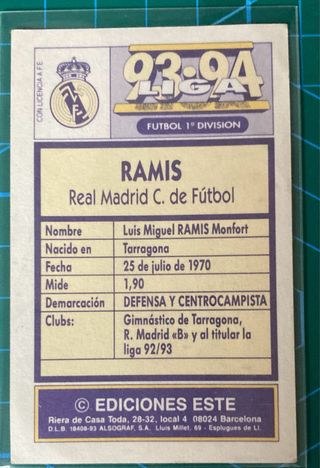 CON LICENCIA A.F.E.
93·94
LIGA
FUTBOL 1ª DIVISION
RAMIS
Real Madrid C. de Fútbol
Nombre Luis Miguel RAMIS Monfort
Nacido en Tarragona
Fecha 25 de julio de 1970
Mide 1,90
Demarcación DEFENSA Y CENTROCAMPISTA
Clubs: Gimnástico de Tarragona,
R. Madrid «B» y al titular la
liga 92/93
© EDICIONES ESTE
Riera de Casa Toda, 28-32, local 4 08024 Barcelona
D.L.B. 18408-93 ALSOGRAF, S.A. Lluis Millet, 69 - Esplugues de Ll.